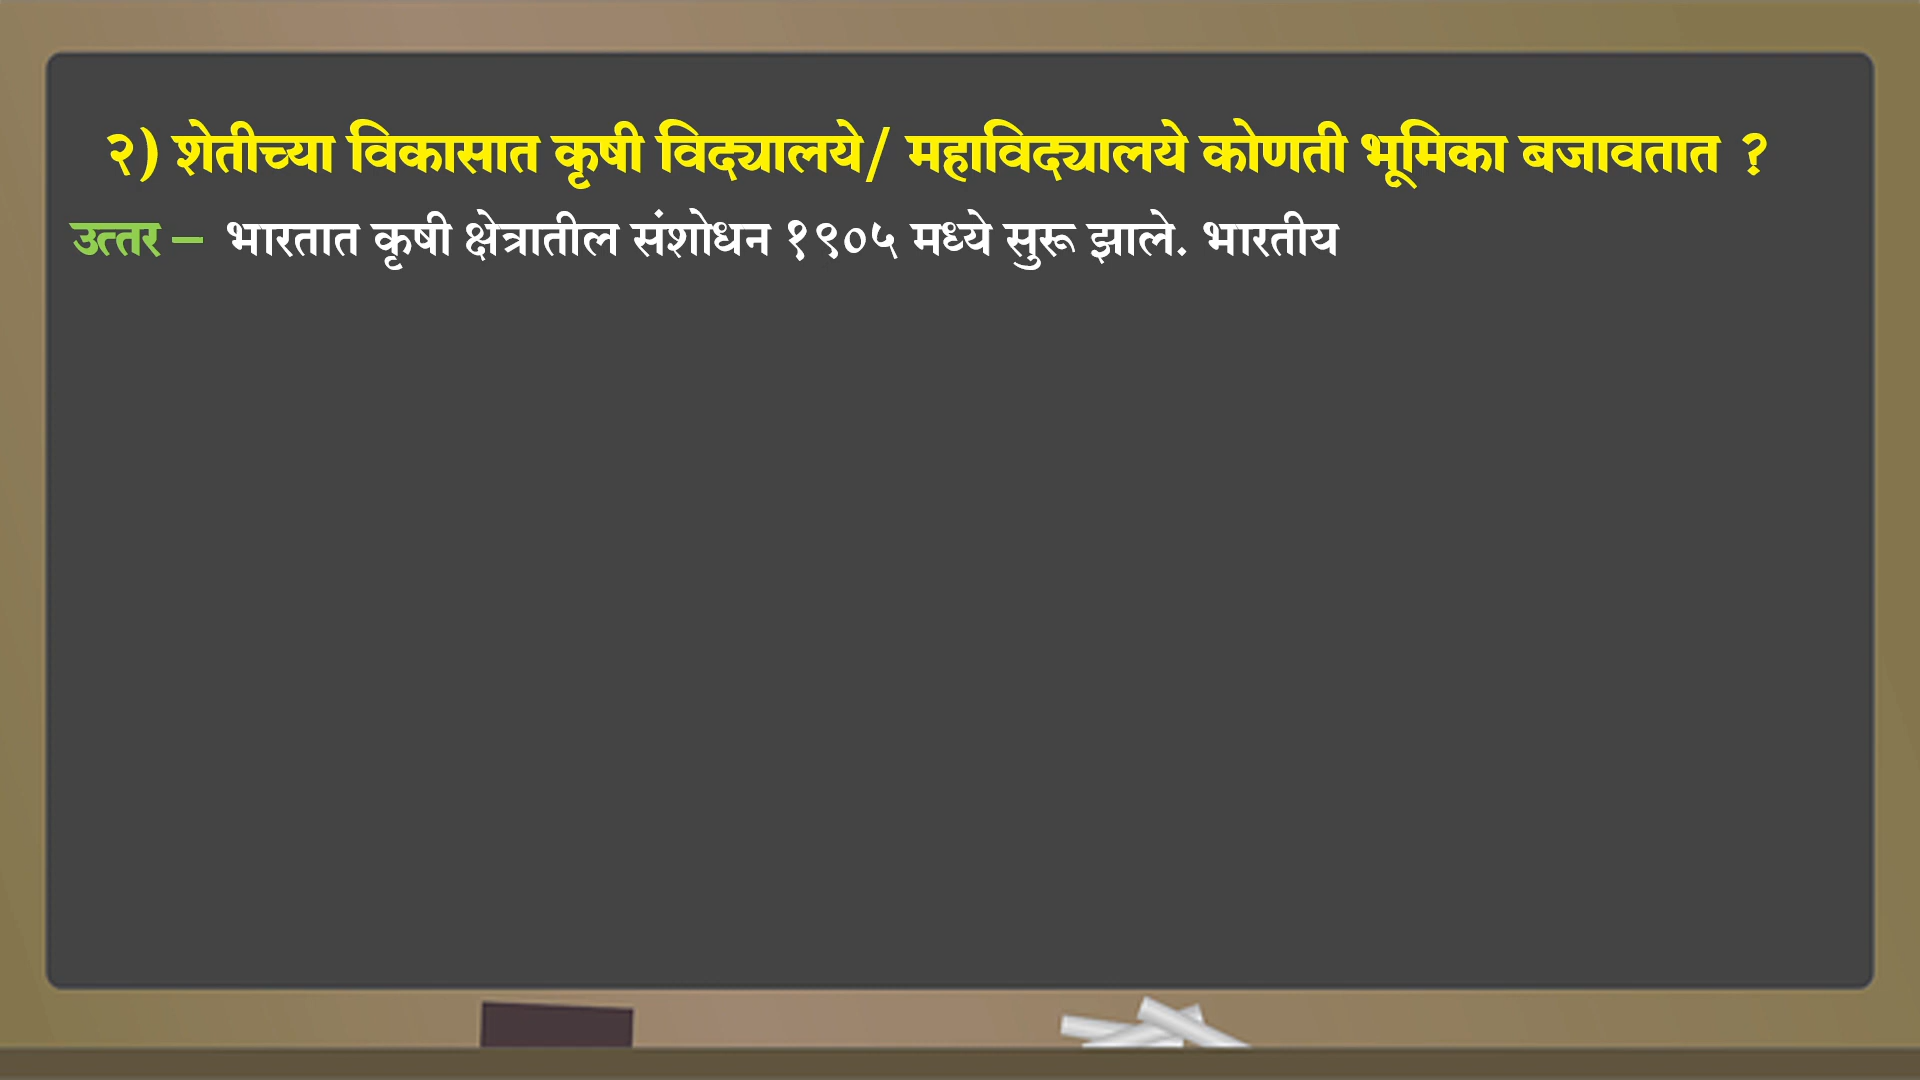 २) शेतीच्या विकासात कृषी विद्यालये/ महाविद्यालये कोणती भूमिका बजावतात ?
उत्तर – भारतात कृषी क्षेत्रातील संशोधन १९०५ मध्ये सुरू झाले. भारतीय